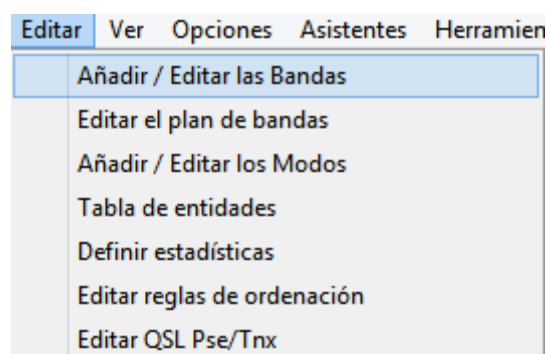 Editar Ver Opciones Asistentes Herramien
Añadir / Editar las Bandas
Editar el plan de bandas
Añadir / Editar los Modos
Tabla de entidades
Definir estadísticas
Editar reglas de ordenación
Editar QSL Pse/Tnx